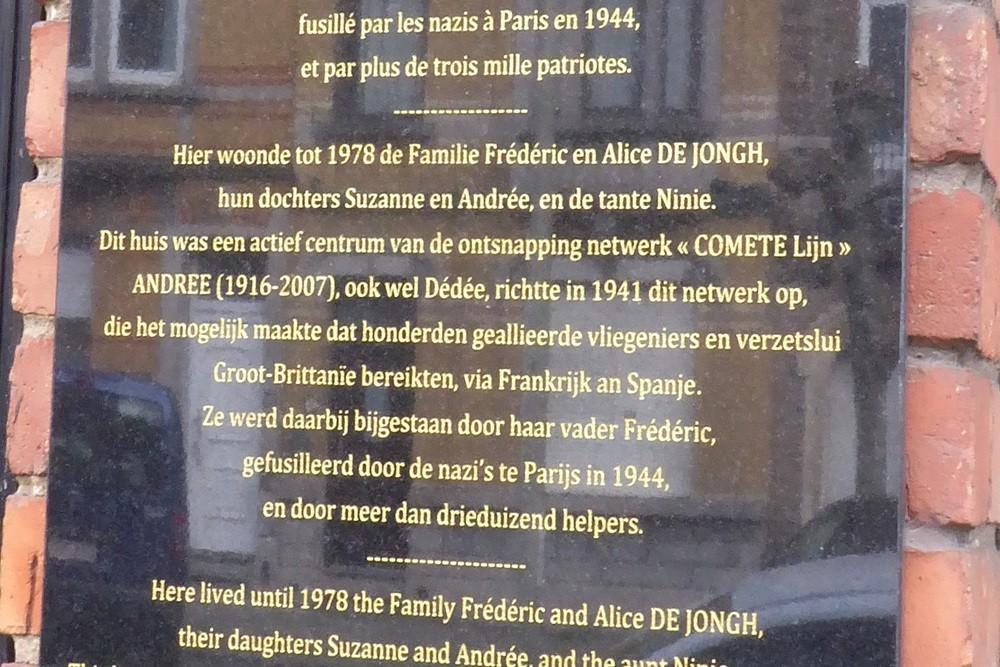 fusillé par les nazis à Paris en 1944,
et par plus de trois mille patriotes.
------------------
Hier woonde tot 1978 de Familie Frédéric en Alice DE JONGH,
hun dochters Suzanne en Andrée, en de tante Ninie.
Dit huis was een actief centrum van de ontsnapping netwerk « COMETE Lijn »
ANDREE (1916-2007), ook wel Dédée, richtte in 1941 dit netwerk op,
die het mogelijk maakte dat honderden geallieerde vliegeniers en verzetslui
Groot-Brittanïe bereikten, via Frankrijk an Spanje.
Ze werd daarbij bijgestaan door haar vader Frédéric,
gefusilleerd door de nazi's te Parijs in 1944,
en door meer dan drieduizend helpers.
---------------------
Here lived until 1978 the Family Frédéric and Alice DE JONGH,
their daughters Suzanne and Andrée, and the aunt Ninie.